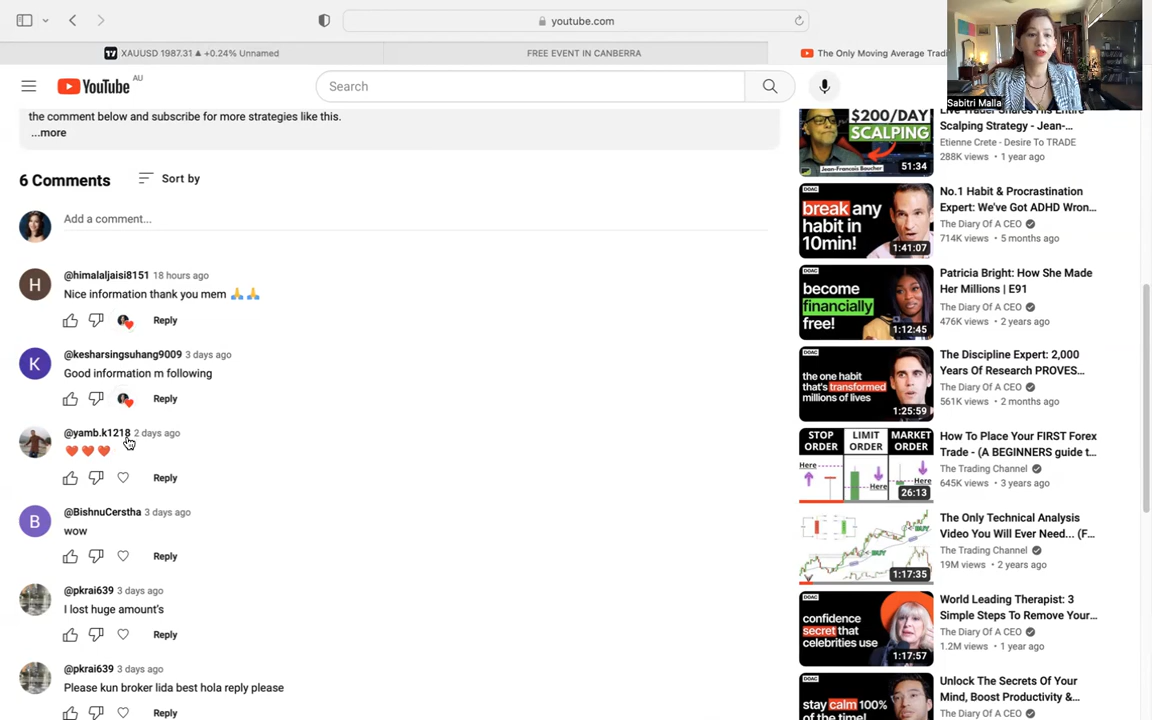 youtube.com
XAUUSD 1987.31 ▲ +0.24% Unnamed
FREE EVENT IN CANBERRA
The Only Moving Average Tradi
Sabitri Malla
YouTube AU
Search
the comment below and subscribe for more strategies like this.
...more
6 Comments
Sort by
Add a comment...
@himalaljaisi8151 18 hours ago
Nice information thank you mem 🙏 🙏
Reply
K
@kesharsingsuhang9009 3 days ago
Good information m following
Reply
@yamb.k1218 2 days ago
❤️ ❤️ ❤️
Reply
B
@BishnuCerstha 3 days ago
wow
Reply
@pkrai639 3 days ago
I lost huge amount's
Reply
@pkrai639 3 days ago
Please kun broker lida best hola reply please
Reply
H
$200/DAY
SCALPING
Jean-Francois Boucher
51:34
Live Trader Shares His Entire
Scalping Strategy - Jean-...
Etienne Crete - Desire To TRADE
288K views • 1 year ago
DOAC
break any
habit in
10min!
1:41:07
No.1 Habit & Procrastination
Expert: We've Got ADHD Wron...
The Diary Of A CEO
714K views • 5 months ago
DOAC
become
financially
free!
1:12:45
Patricia Bright: How She Made
Her Millions | E91
The Diary Of A CEO
476K views • 2 years ago
DOAC
the one habit
that's transformed
millions of lives
1:25:59
The Discipline Expert: 2,000
Years Of Research PROVES...
The Diary Of A CEO
561K views • 2 months ago
STOP ORDER
LIMIT ORDER
MARKET ORDER
Here
Here
Here
26:13
How To Place Your FIRST Forex
Trade - (A BEGINNERS guide t...
The Trading Channel
645K views • 3 years ago
BUY
BUY
1:17:35
The Only Technical Analysis
Video You Will Ever Need... (F...
The Trading Channel
19M views • 2 years ago
DOAC
confidence
secret that
celebrities use
1:17:57
World Leading Therapist: 3
Simple Steps To Remove Your...
The Diary Of A CEO
1.2M views • 1 year ago
DOAC
stay calm 100%
of the time!
Unlock The Secrets Of Your
Mind, Boost Productivity &...
The Diary Of A CEO